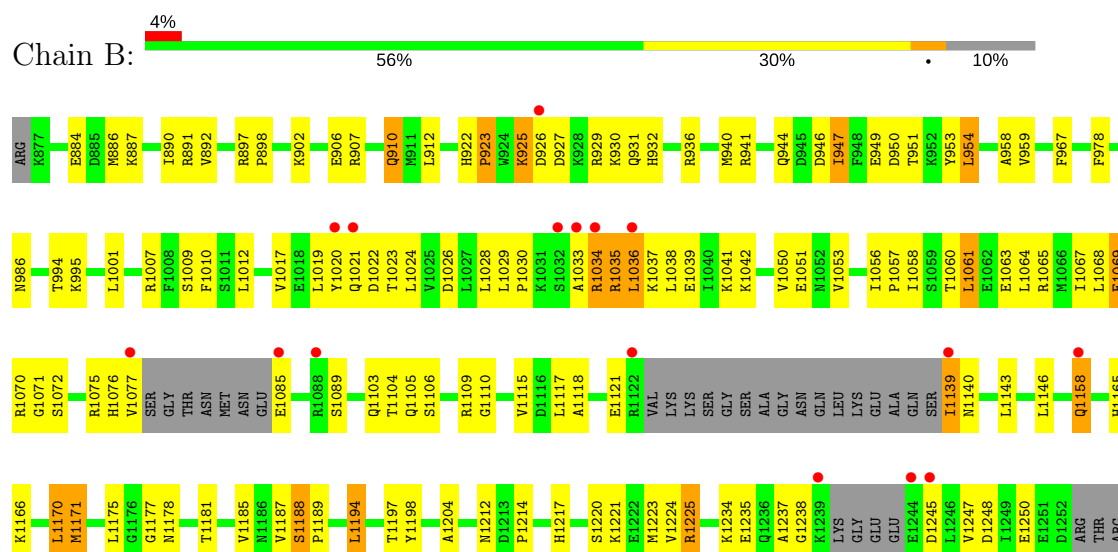 4%
Chain B:
56% 30% • 10%
ARG K877 E884 D885 M886 K887 I890 R891 V892 R897 P898 K902 E906 R907 Q910 M911 L912 H922 P923 W924 K925 D926 D927 K928 R929 K930 Q931 H932 R936 M940 R941 Q944 D945 D946 I947 F948 E949 D950 T951 K952 Y953 L954 A958 V959 F967 F978
N986 T994 K995 L1001 R1007 F1008 S1009 F1010 S1011 L1012 V1017 E1018 L1019 Y1020 Q1021 D1022 T1023 L1024 V1025 D1026 L1027 L1028 L1029 P1030 K1031 S1032 A1033 R1034 R1035 L1036 K1037 L1038 E1039 I1040 K1041 K1042 V1050 E1051 N1052 V1053 I1056 P1057 I1058 S1059 T1060 L1061 E1062 E1063 L1064 R1065 M1066 I1067 L1068 E1069
R1070 G1071 S1072 R1075 H1076 V1077 SER GLY THR ASN MET ASN GLU E1085 R1088 S1089 Q1103 T1104 Q1105 S1106 R1109 G1110 V1115 D1116 L1117 A1118 E1121 R1122 VAL LYS LYS SER GLY SER ALA GLY ASN GLN LEU LYS GLU ALA GLN SER I1139 N1140 L1143 L1146 Q1158 H1165
K1166 L1170 M1171 L1175 G1176 G1177 N1178 T1181 V1185 N1186 V1187 S1188 P1189 L1194 T1197 Y1198 A1204 N1212 D1213 P1214 H1217 S1220 K1221 E1222 M1223 V1224 R1225 K1234 E1235 Q1236 A1237 G1238 K1239 LYS GLY GLU GLU E1244 D1245 L1246 V1247 D1248 I1249 E1250 E1251 D1252 ARG THR ARG